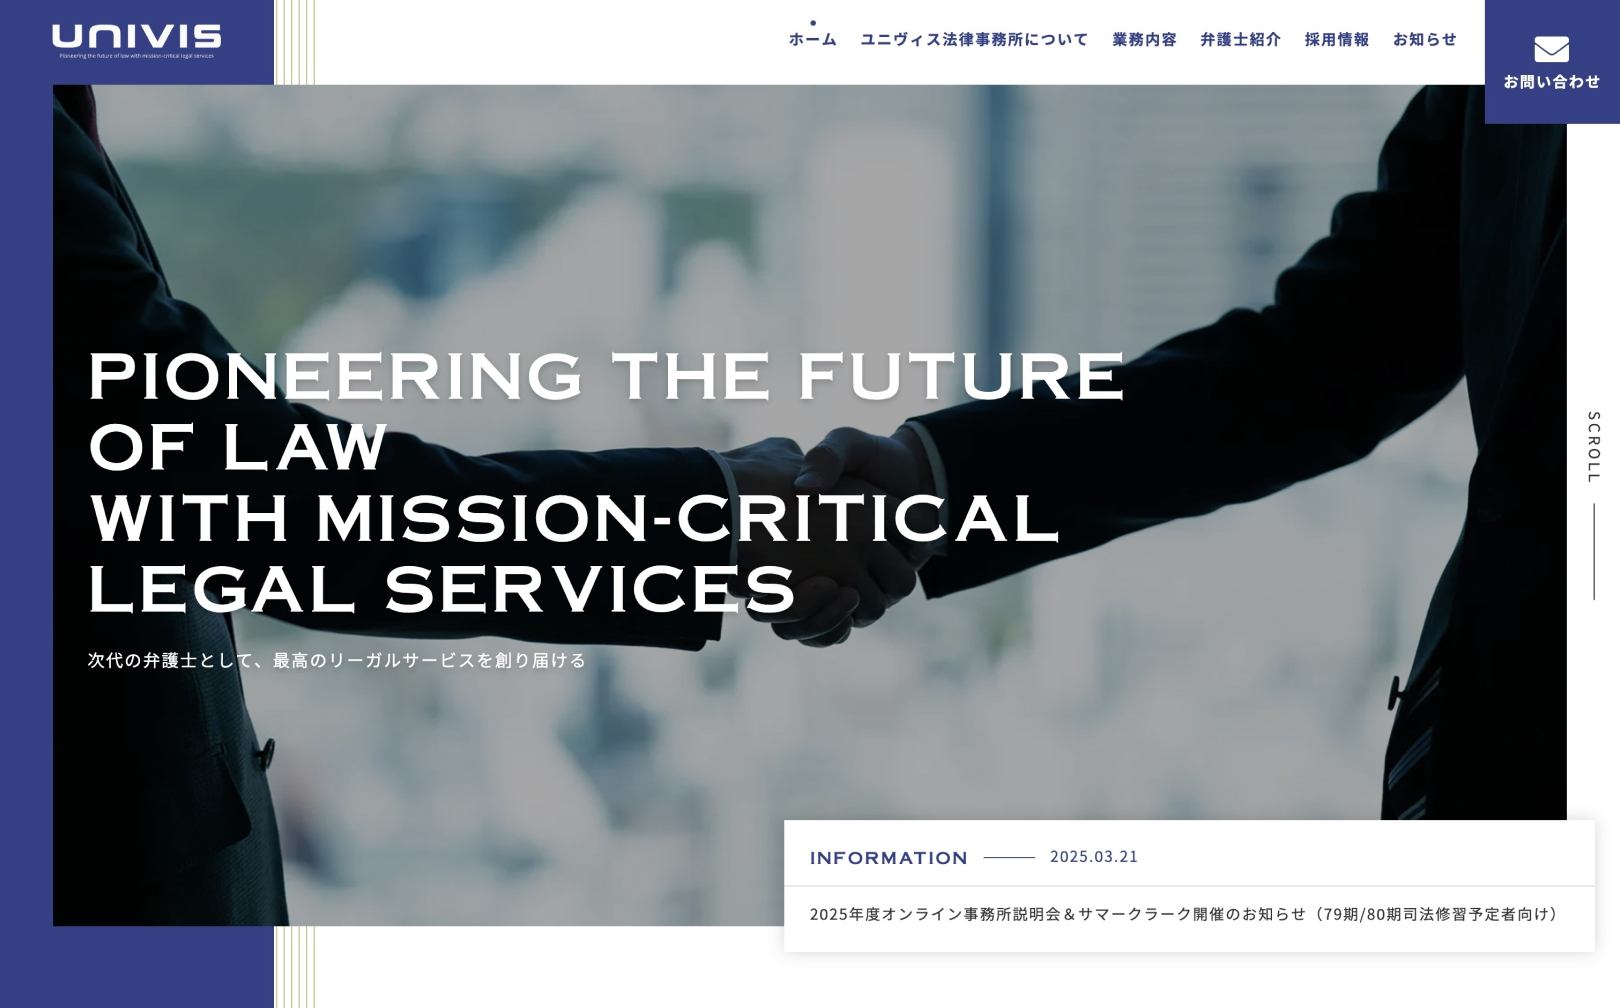 UNIVIS
Pioneering the future of law with mission-critical legal services
ホーム
ユニヴィス法律事務所について
業務内容
弁護士紹介
採用情報
お知らせ
お問い合わせ
PIONEERING THE FUTURE
OF LAW
WITH MISSION-CRITICAL
LEGAL SERVICES
次代の弁護士として、最高のリーガルサービスを創り届ける
SCROLL
INFORMATION 2025.03.21
2025年度オンライン事務所説明会＆サマークラーク開催のお知らせ（79期/80期司法修習予定者向け）